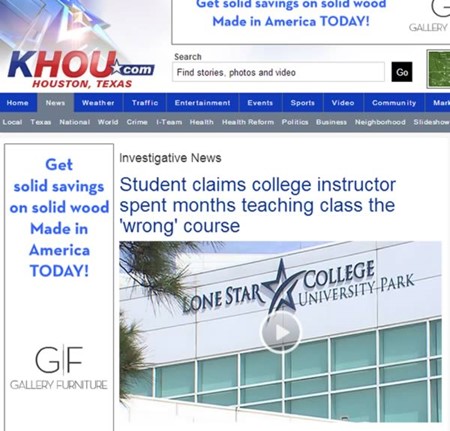 Get solid savings on solid wood
Made in America TODAY!
GALLERY F
KHOU.com
HOUSTON, TEXAS
Search
Find stories, photos and video
Go
Home News Weather Traffic Entertainment Events Sports Video Community Mar
Local Texas National World Crime I-Team Health Health Reform Politics Business Neighborhood Slideshow
Get
solid savings
on solid wood
Made in
America
TODAY!
G|F
GALLERY FURNITURE
Investigative News
Student claims college instructor
spent months teaching class the
'wrong' course
LONE STAR COLLEGE
UNIVERSITY PARK